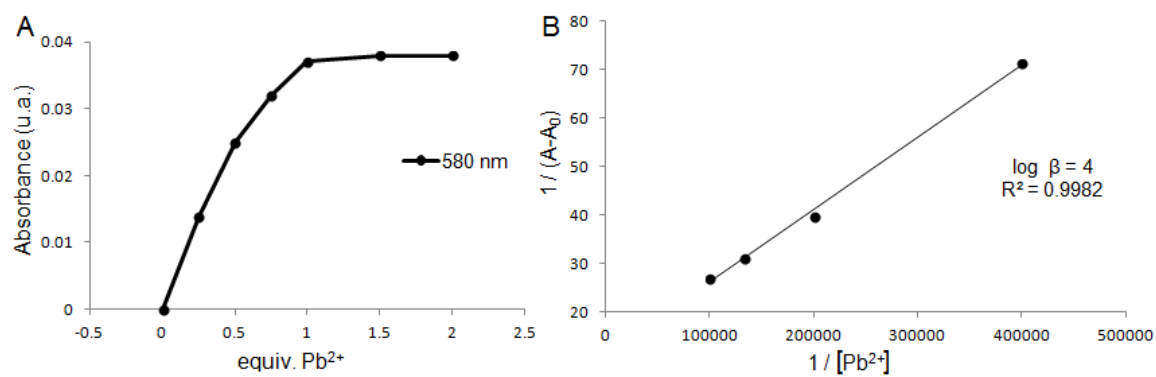 A
Absorbance (u.a.)
0.04
0.03
0.02
0.01
0
-0.5 0 0.5 1 1.5 2 2.5
equiv. Pb²⁺
580 nm
B
1 / (A-A₀)
80
70
60
50
40
30
20
0 100000 200000 300000 400000 500000
1 / [Pb²⁺]
log β = 4
R² = 0.9982